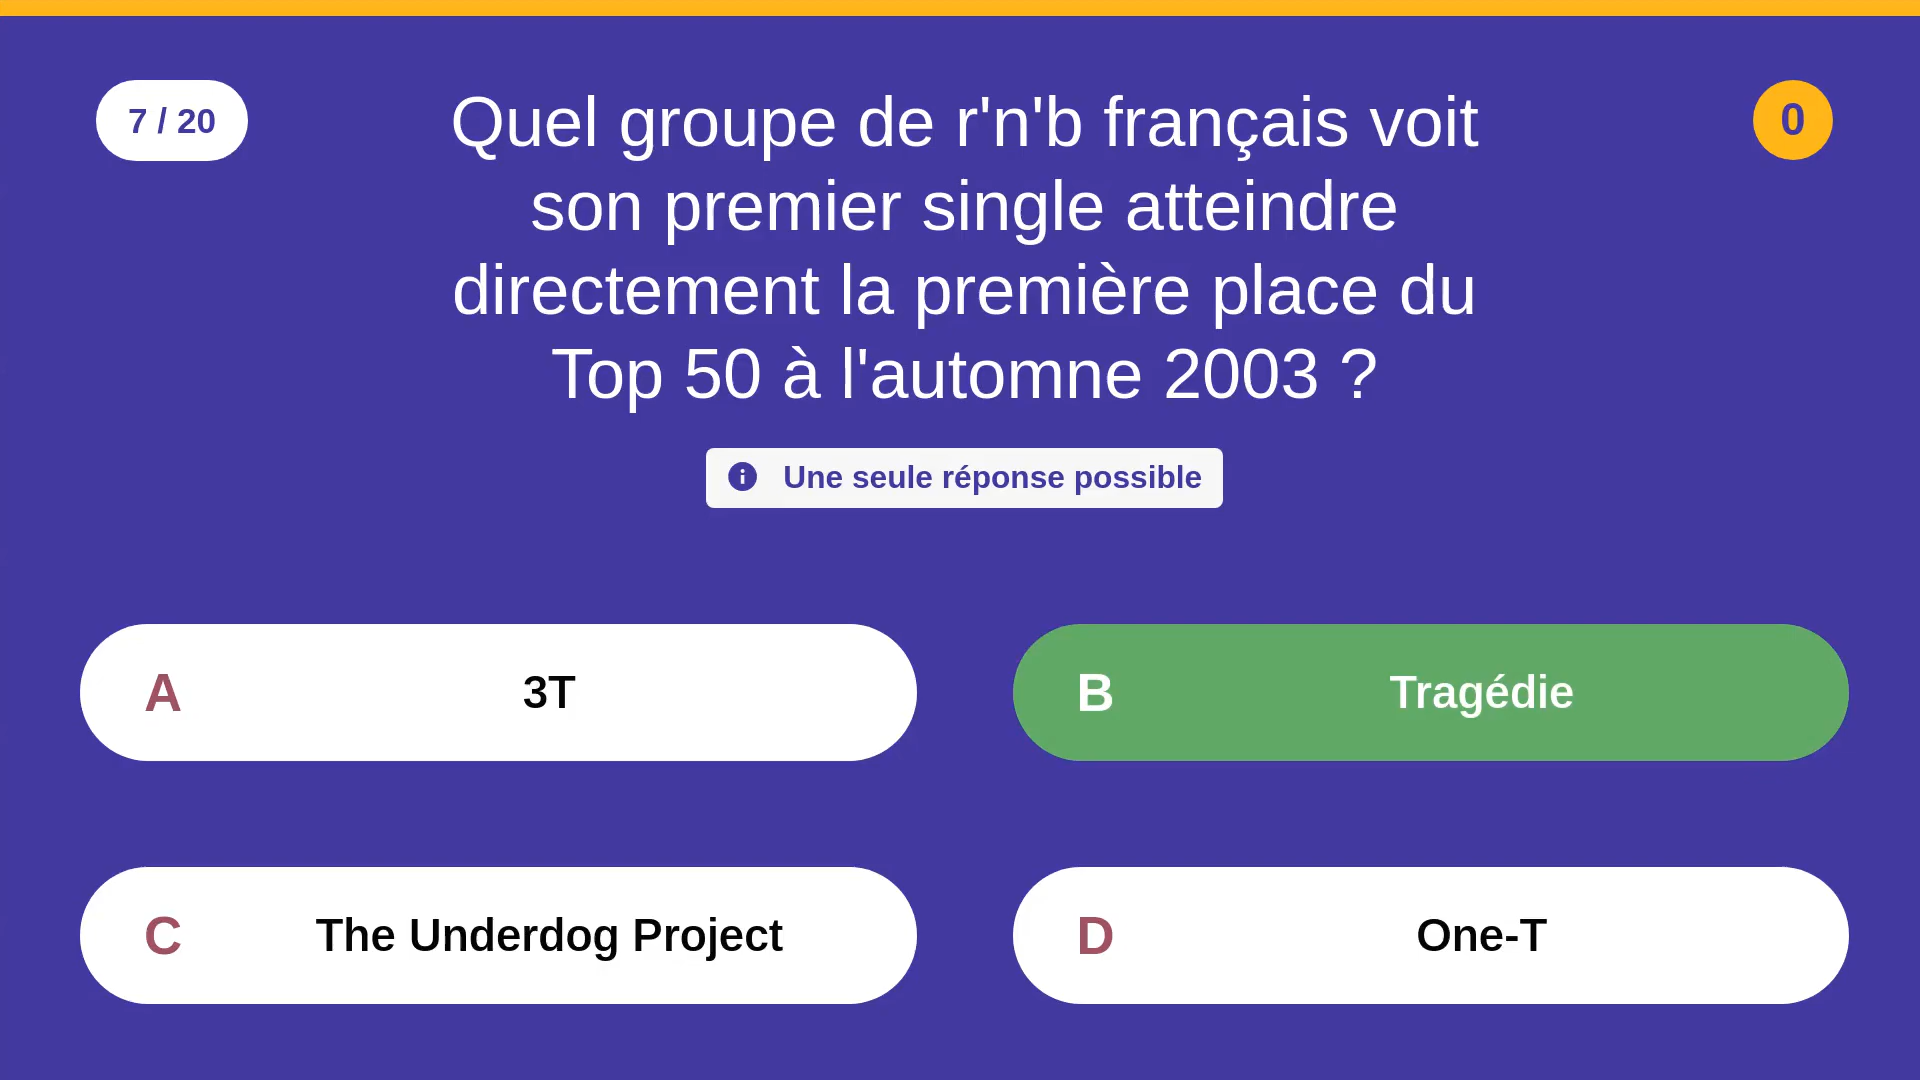 7 / 20
Quel groupe de r'n'b français voit
son premier single atteindre
directement la première place du
Top 50 à l'automne 2003 ?
0
Une seule réponse possible
A 3T
B Tragédie
C The Underdog Project
D One-T